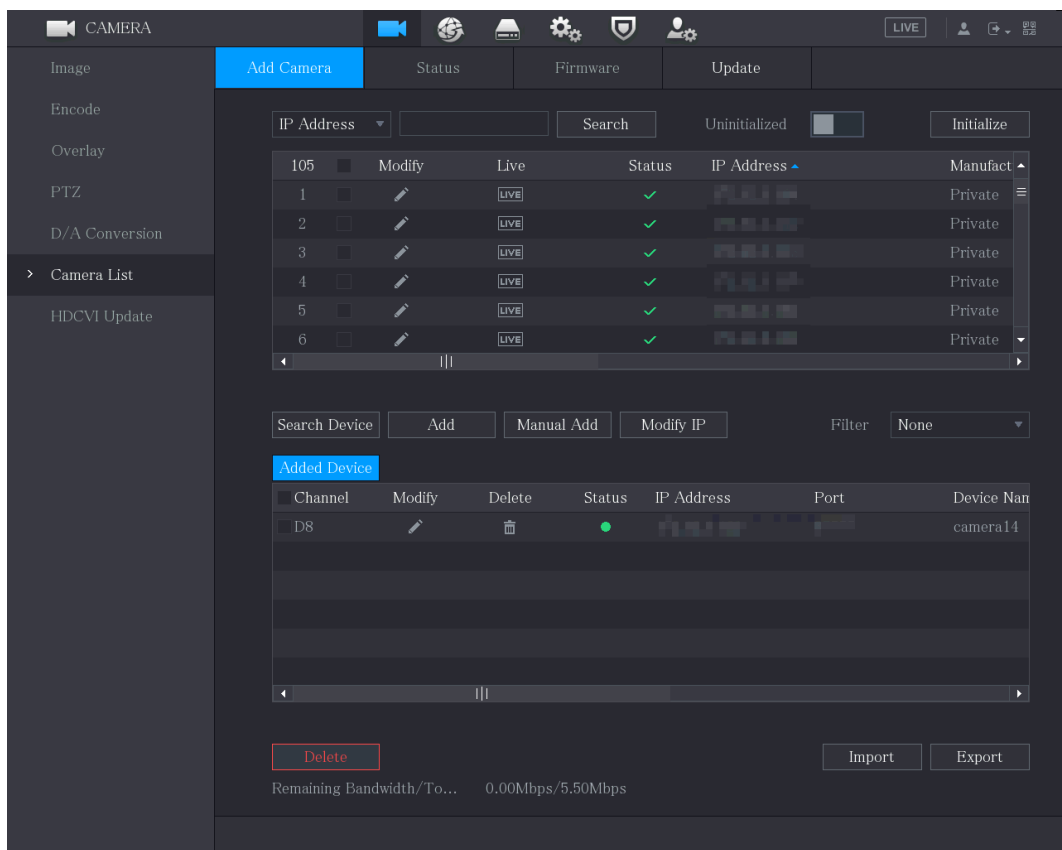 CAMERA LIVE
Image
Encode
Overlay
PTZ
D/A Conversion
Camera List
HDCVI Update
Add Camera Status Firmware Update
IP Address Search Uninitialized Initialize
105 Modify Live Status IP Address Manufact
1 LIVE Private
2 LIVE Private
3 LIVE Private
4 LIVE Private
5 LIVE Private
6 LIVE Private
Search Device Add Manual Add Modify IP Filter None
Added Device
Channel Modify Delete Status IP Address Port Device Nam
D8 camera14
Delete Import Export
Remaining Bandwidth/To... 0.00Mbps/5.50Mbps